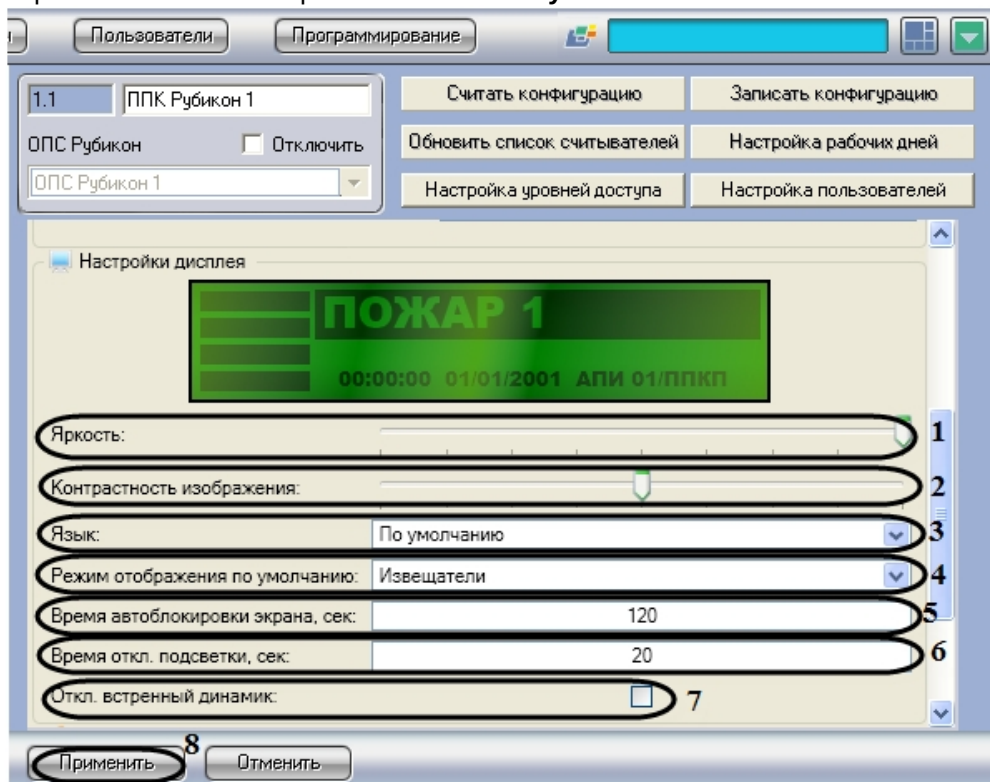 Пользователи Программирование
1.1 ППК Рубикон 1 Считать конфигурацию Записать конфигурацию
ОПС Рубикон Отключить Обновить список считывателей Настройка рабочих дней
ОПС Рубикон 1 Настройка уровней доступа Настройка пользователей
Настройки дисплея
ПОЖАР 1
00:00:00 01/01/2001 АПИ 01/ППКП
Яркость: 1
Контрастность изображения: 2
Язык: По умолчанию 3
Режим отображения по умолчанию: Извещатели 4
Время автоблокировки экрана, сек: 120 5
Время откл. подсветки, сек: 20 6
Откл. встренный динамик: 7
Применить 8 Отменить